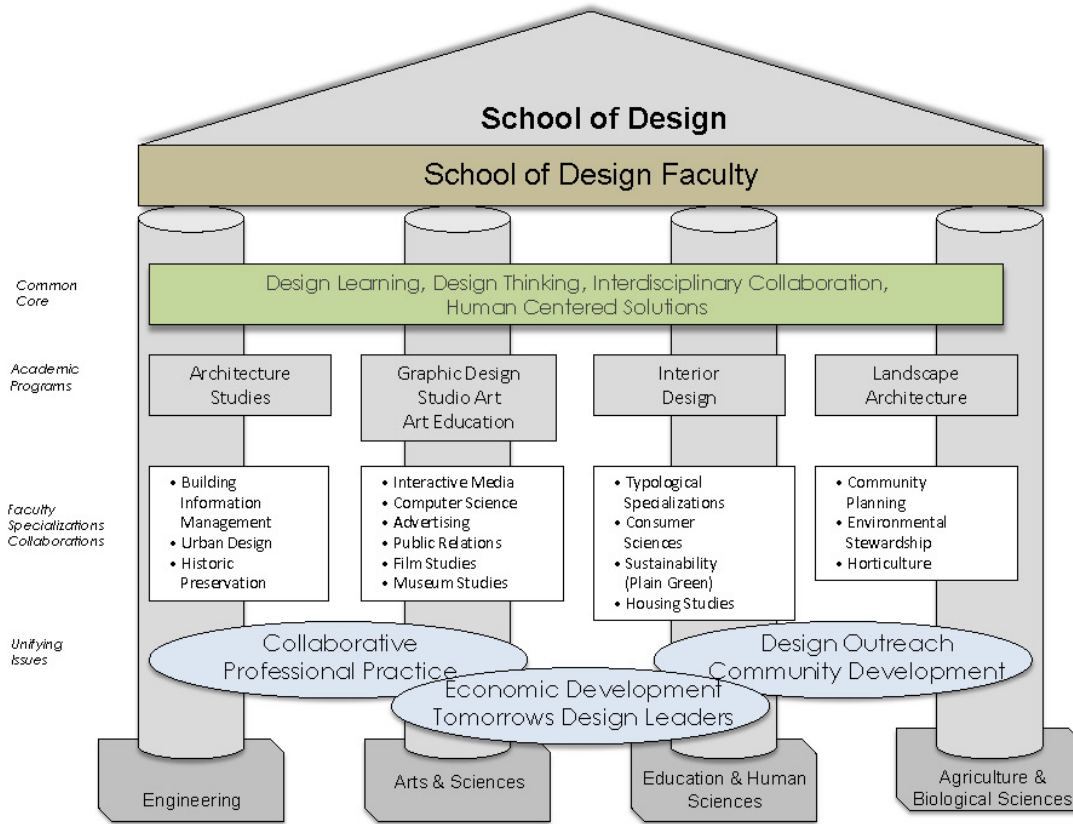 School of Design
School of Design Faculty
Common
Core
Design Learning, Design Thinking, Interdisciplinary Collaboration,
Human Centered Solutions
Academic
Programs
Architecture
Studies
Graphic Design
Studio Art
Art Education
Interior
Design
Landscape
Architecture
Faculty
Specializations
Collaborations
• Building
Information
Management
• Urban Design
• Historic
Preservation
• Interactive Media
• Computer Science
• Advertising
• Public Relations
• Film Studies
• Museum Studies
• Typological
Specializations
• Consumer
Sciences
• Sustainability
(Plain Green)
• Housing Studies
• Community
Planning
• Environmental
Stewardship
• Horticulture
Unifying
Issues
Collaborative
Professional Practice
Economic Development
Tomorrows Design Leaders
Design Outreach
Community Development
Engineering
Arts & Sciences
Education & Human
Sciences
Agriculture &
Biological Sciences